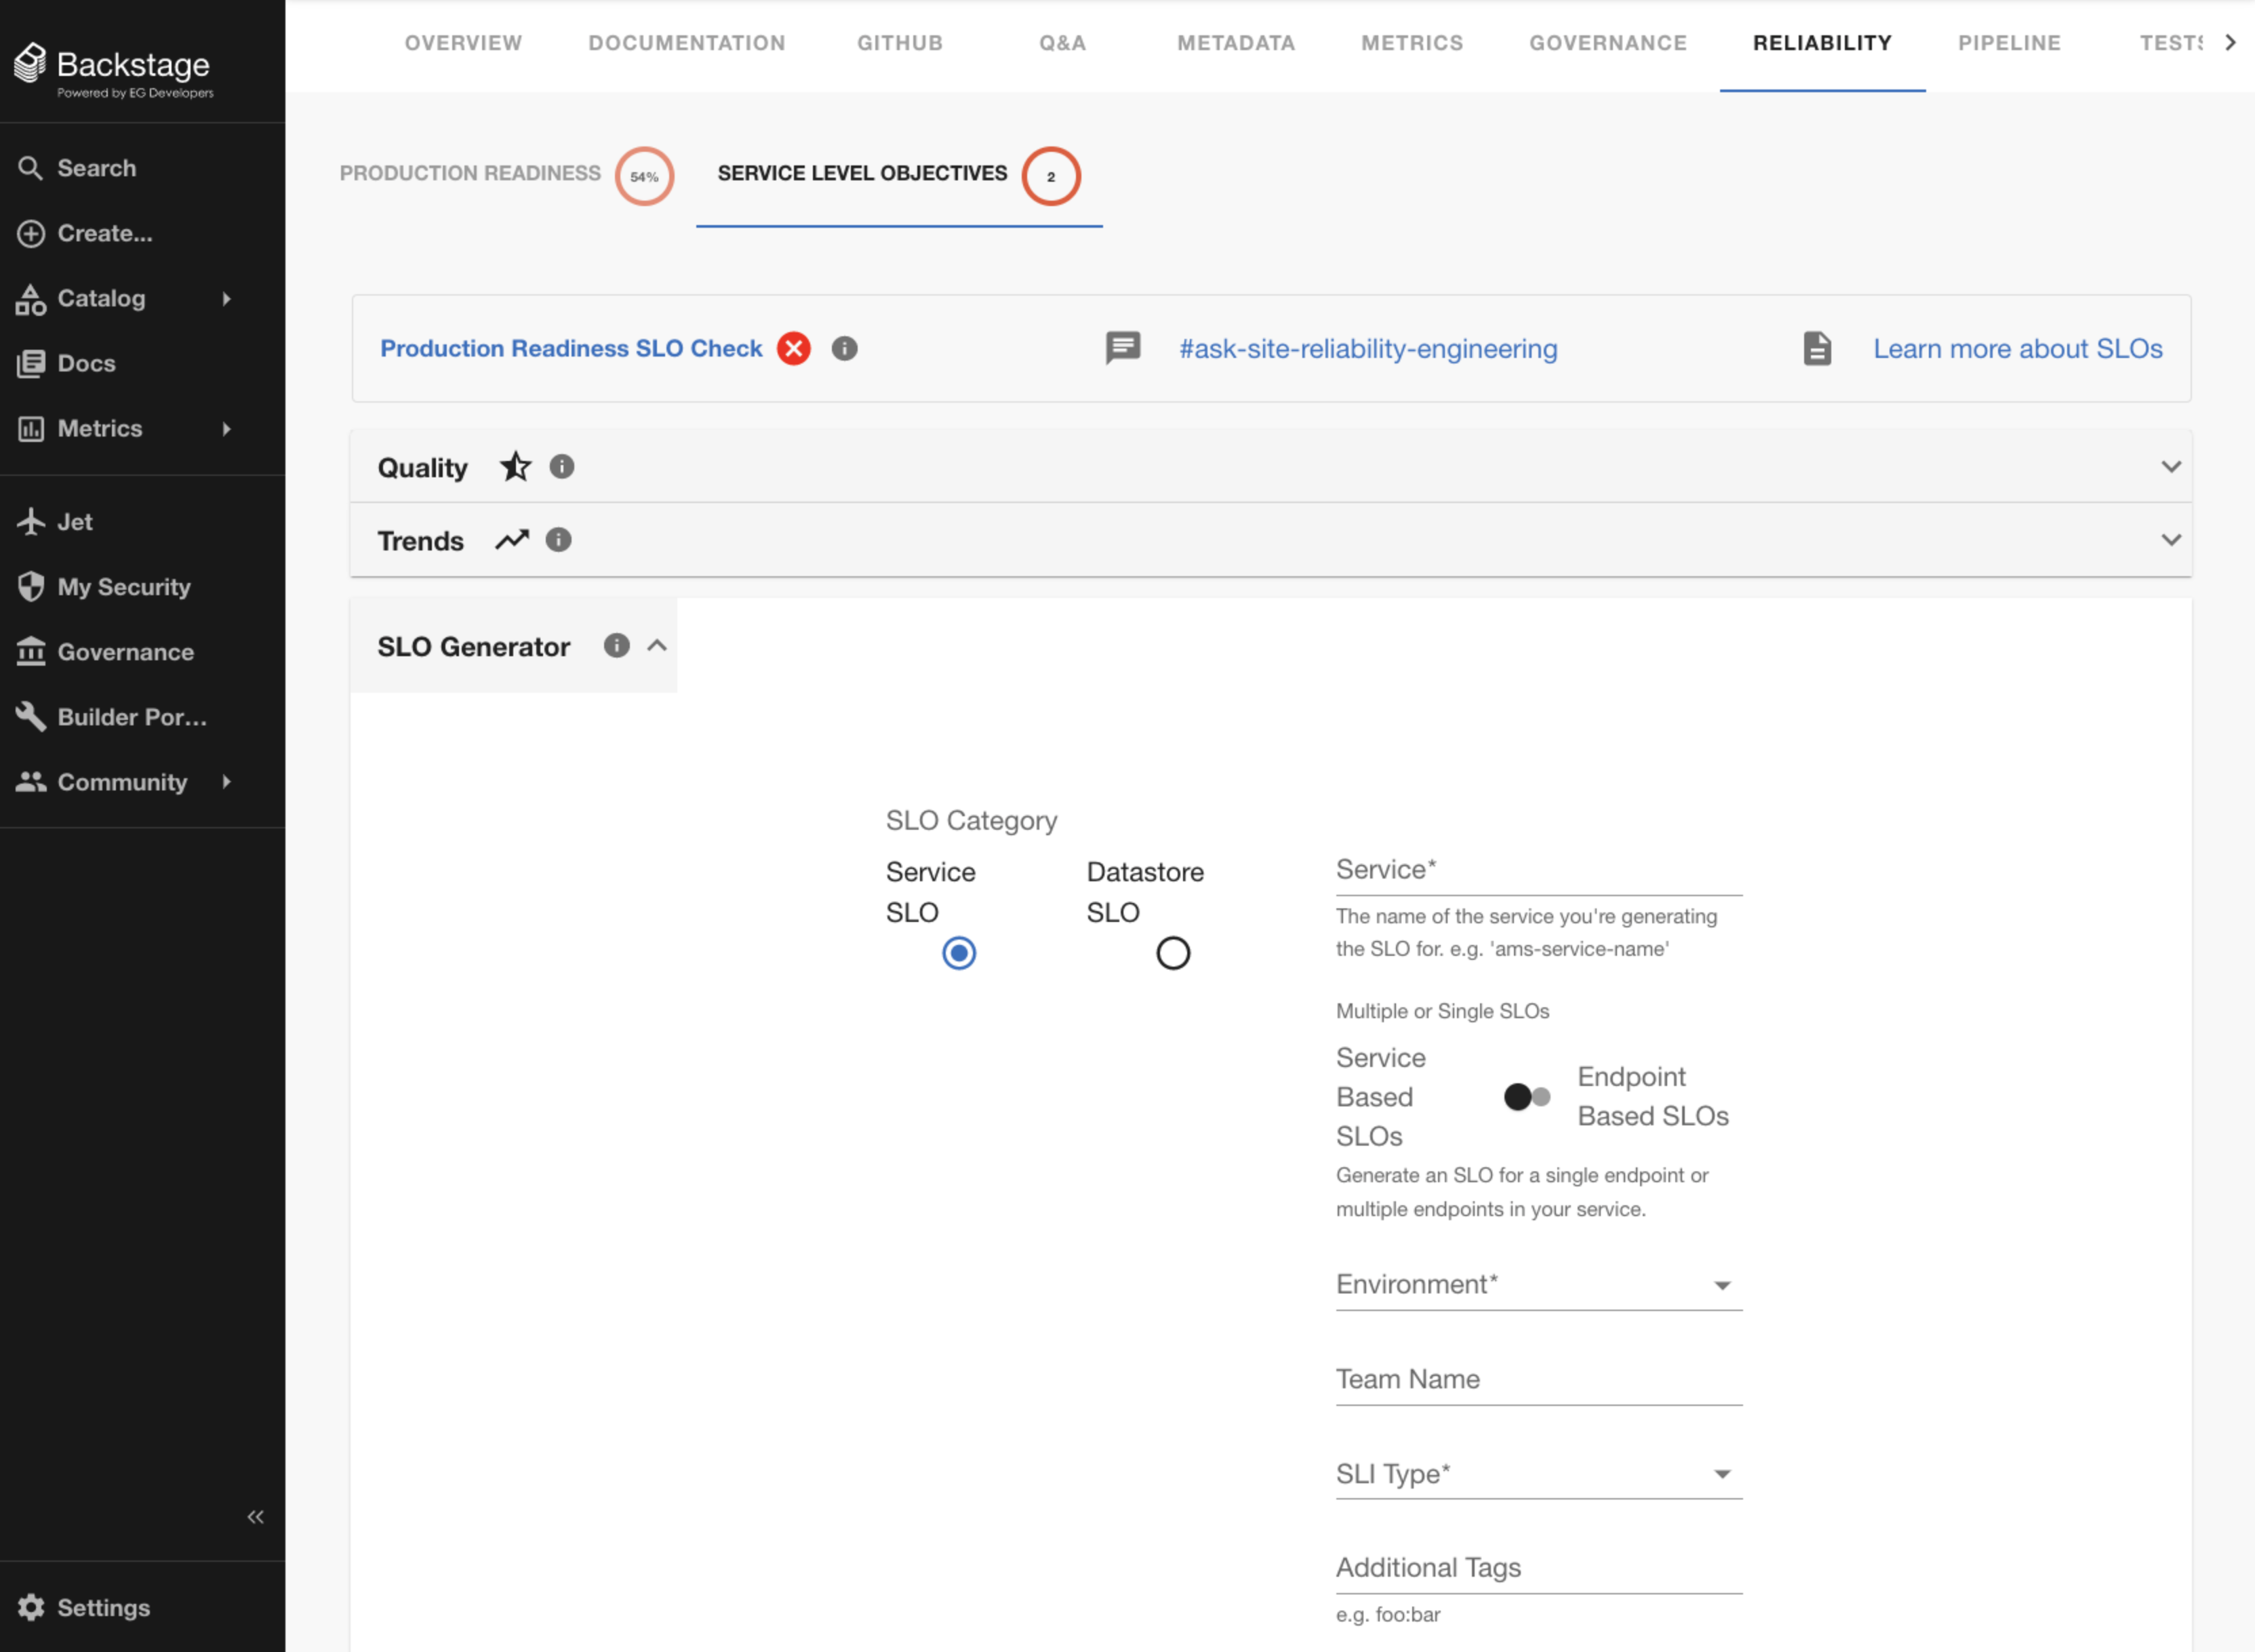 Backstage
Powered by EG Developers
Search
Create...
Catalog
Docs
Metrics
Jet
My Security
Governance
Builder Por...
Community
Settings
OVERVIEW DOCUMENTATION GITHUB Q&A METADATA METRICS GOVERNANCE RELIABILITY PIPELINE TESTS
PRODUCTION READINESS 54% SERVICE LEVEL OBJECTIVES 2
Production Readiness SLO Check #ask-site-reliability-engineering Learn more about SLOs
Quality
Trends
SLO Generator
SLO Category
Service
SLO
Datastore
SLO
Service*
The name of the service you're generating
the SLO for. e.g. 'ams-service-name'
Multiple or Single SLOs
Service
Based
SLOs
Endpoint
Based SLOs
Generate an SLO for a single endpoint or
multiple endpoints in your service.
Environment*
Team Name
SLI Type*
Additional Tags
e.g. foo:bar